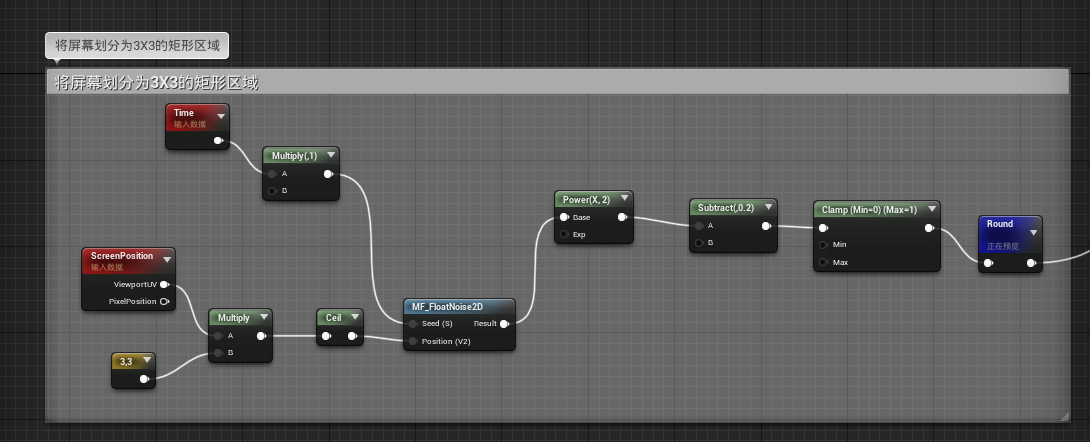 将屏幕划分为3X3的矩形区域
将屏幕划分为3X3的矩形区域
Time
输入数据
Multiply(,1)
A
B
ScreenPosition
输入数据
ViewportUV
PixelPosition
3,3
Multiply
A
B
Ceil
MF_FloatNoise2D
Seed (S)
Result
Position (V2)
Power(X, 2)
Base
Exp
Subtract(,0.2)
A
B
Clamp (Min=0) (Max=1)
Min
Max
Round
正在预览